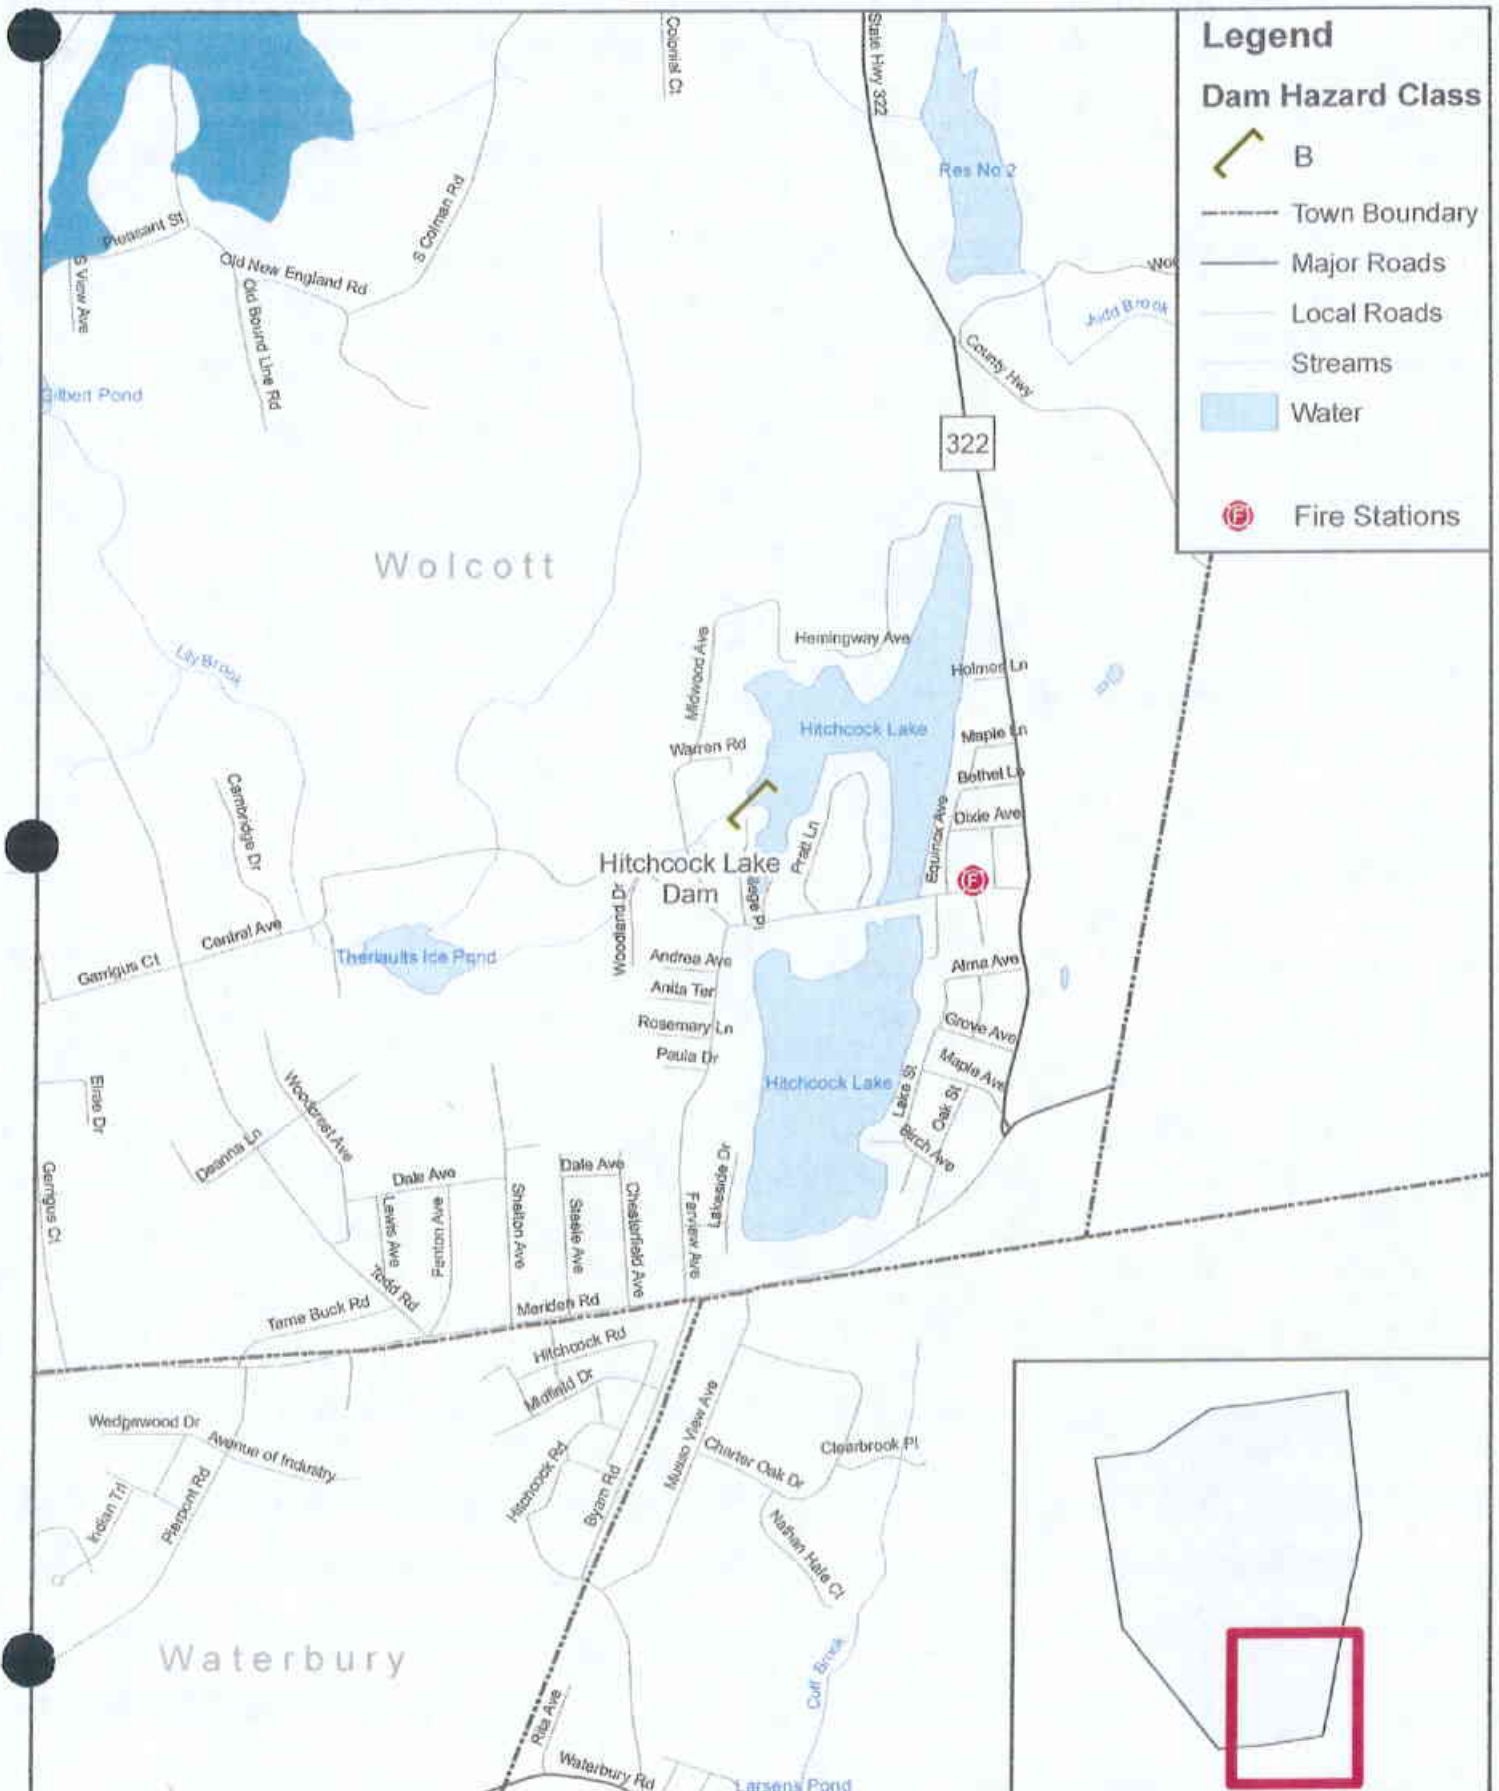 Legend
Dam Hazard Class
B
Town Boundary
Major Roads
Local Roads
Streams
Water
Fire Stations
Colonial Ct
State Hwy 322
Res No 2
S Colman Rd
Pleasant St
Old New England Rd
S View Ave
Old Bound Line Rd
Judd Brook
County Hwy
Gilbert Pond
322
Wolcott
Lily Brook
Midwood Ave
Hemingway Ave
Holmes Ln
Warren Rd
Hitchcock Lake
Maple Ln
Bethel Ln
Dixie Ave
Equinox Ave
Cambridge Dr
Pratt Ln
Hitchcock Lake
Dam
F
Woodland Dr
Central Ave
Garrigus Ct
Theriaults Ice Pond
Andrea Ave
Alma Ave
Anita Ter
Rosemary Ln
Grove Ave
Paula Dr
Maple Ave
Hitchcock Lake
Lake St
Oak St
Birch Ave
Elrae Dr
Woodcrest Ave
Deanna Ln
Garrigus Ct
Dale Ave
Dale Ave
Lewis Ave
Fenton Ave
Shelton Ave
Steele Ave
Chesterfield Ave
Farview Ave
Lakeside Dr
Todd Rd
Tame Buck Rd
Meriden Rd
Hitchcock Rd
Midfield Dr
Wedgewood Dr
Avenue of Industry
Indian Trl
Pierpont Rd
Hitchcock Rd
Byam Rd
Musso View Ave
Charter Oak Dr
Clearbrook Pl
Nathan Hale Ct
Waterbury
Cuff Brook
Rita Ave
Waterbury Rd
Larsens Pond